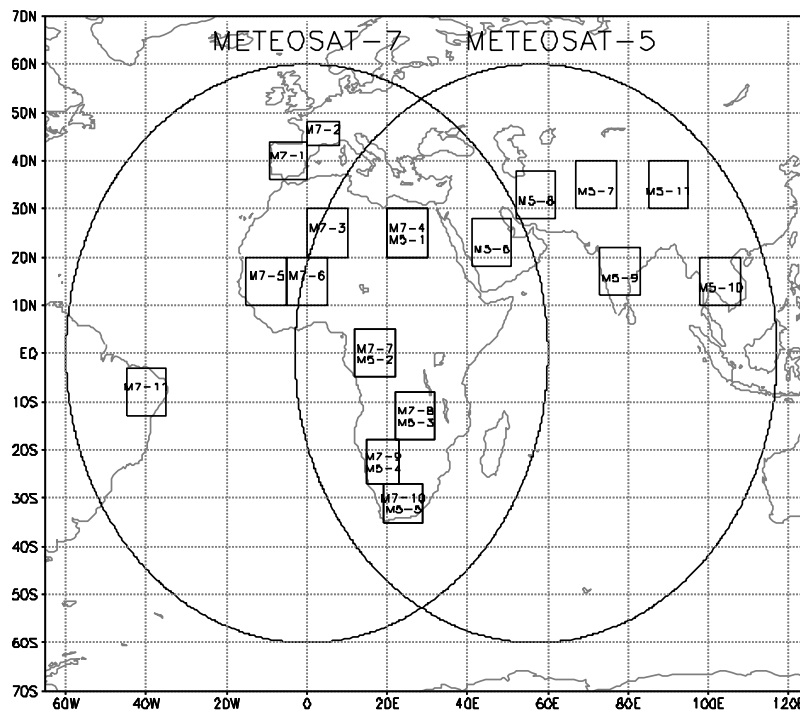 70N
METEOSAT-7 METEOSAT-5
60N
50N
M7-2
M7-1
40N
M5-7 M5-11
M5-8
30N
M7-3 M7-4
M5-1
M5-6
20N
M7-5 M7-6
M5-9
M5-10
10N
EQ
M7-7
M5-2
M7-11
10S
M7-8
M5-3
20S
M7-9
M5-4
30S
M7-10
M5-5
40S
50S
60S
70S
60W 40W 20W 0 20E 40E 60E 80E 100E 120E